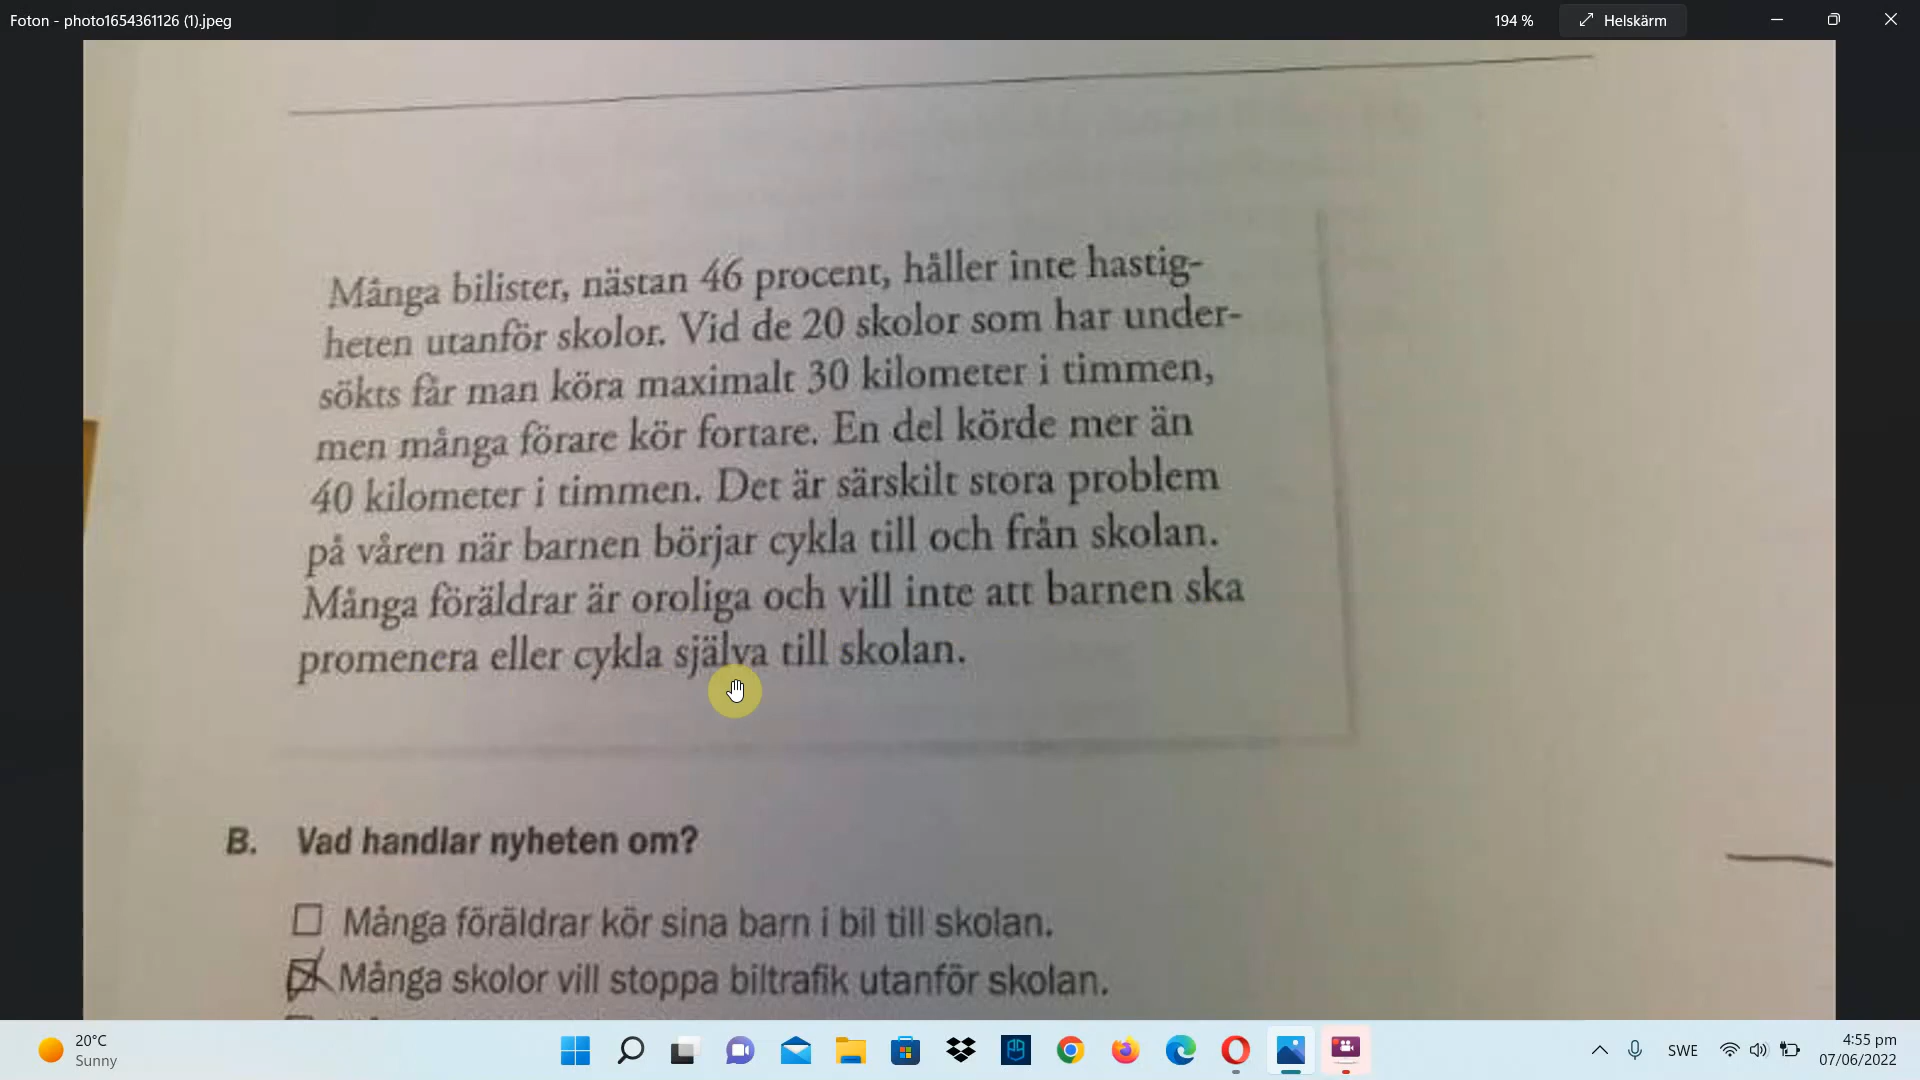 Foton - photo1654361126 (1).jpeg
194 %
Helskärm
Många bilister, nästan 46 procent, håller inte hastig-
heten utanför skolor. Vid de 20 skolor som har under-
sökts får man köra maximalt 30 kilometer i timmen,
men många förare kör fortare. En del körde mer än
40 kilometer i timmen. Det är särskilt stora problem
på våren när barnen börjar cykla till och från skolan.
Många föräldrar är oroliga och vill inte att barnen ska
promenera eller cykla själva till skolan.
B. Vad handlar nyheten om?
Många föräldrar kör sina barn i bil till skolan.
Många skolor vill stoppa biltrafik utanför skolan.
20°C
Sunny
SWE
4:55 pm
07/06/2022